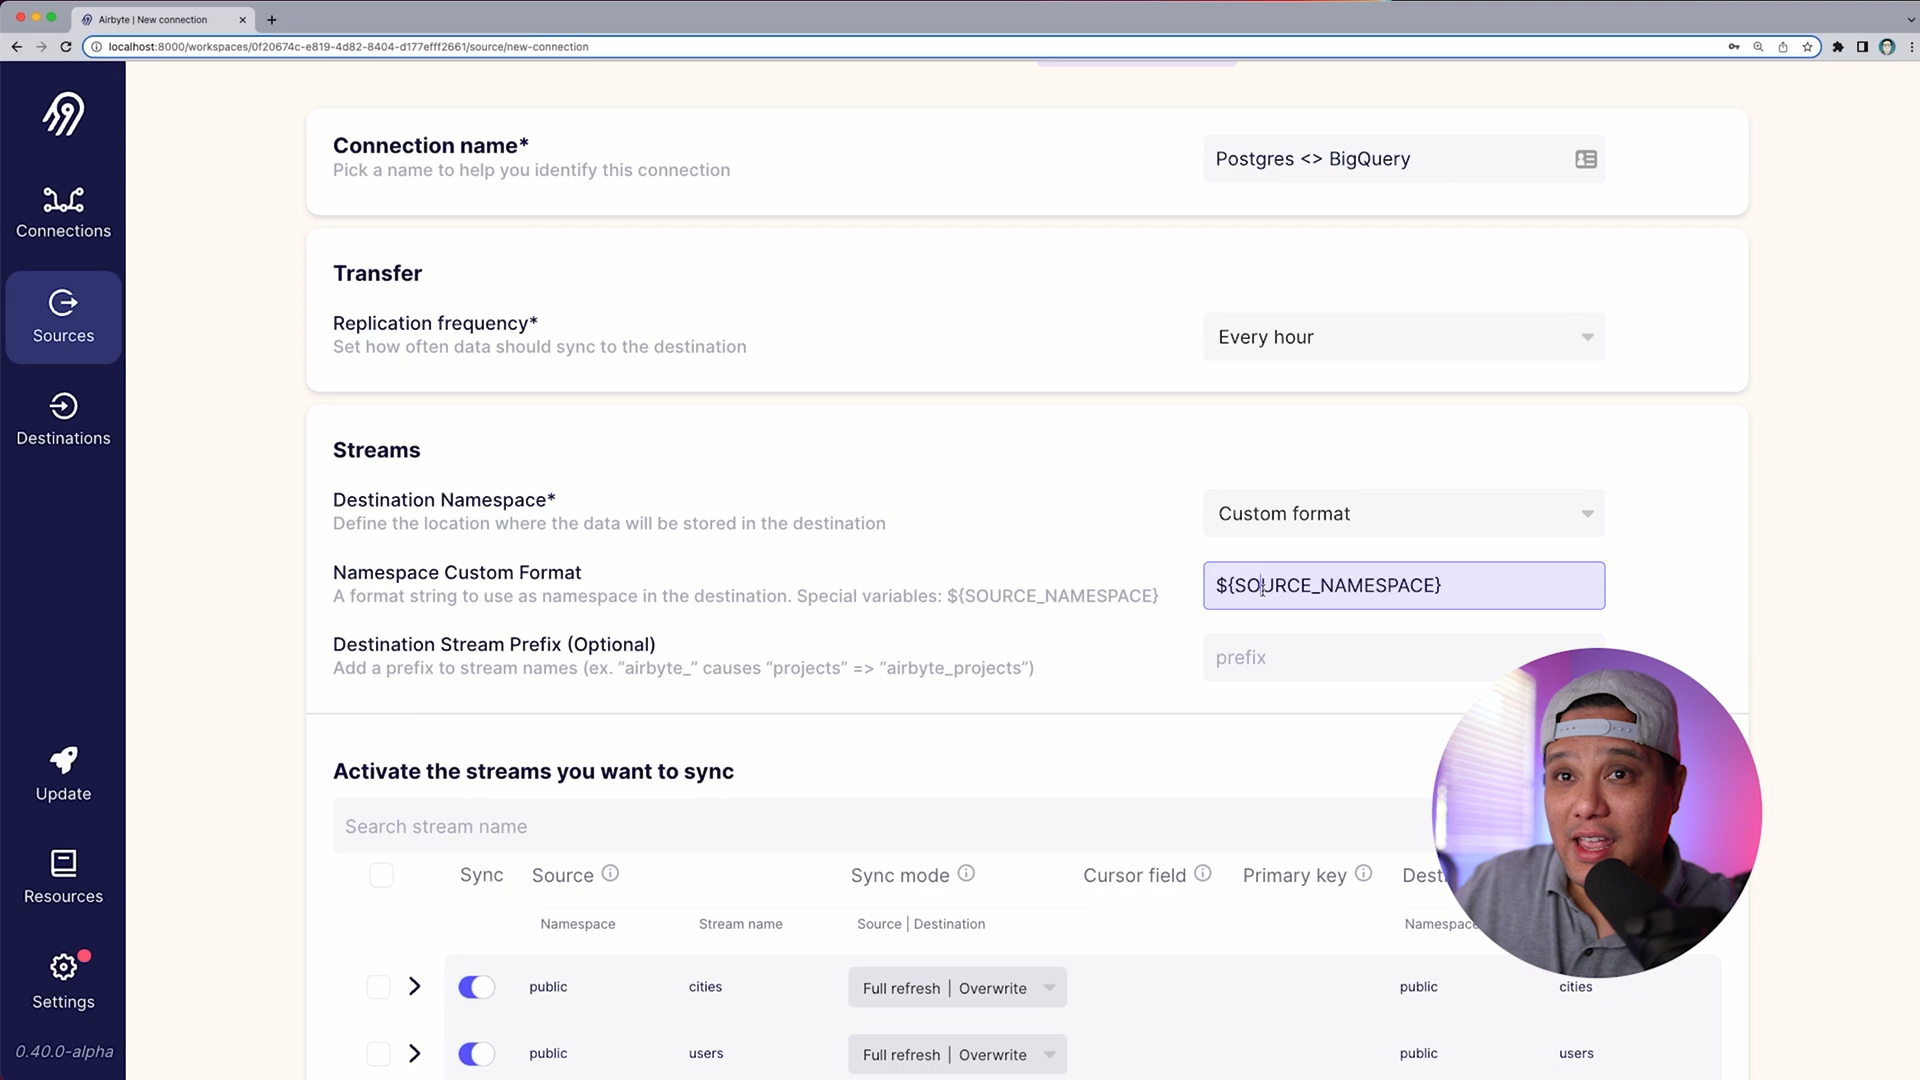 Airbyte | New connection
localhost:8000/workspaces/0f20674c-e819-4d82-8404-d177efff2661/source/new-connection
Connections
Sources
Destinations
Update
Resources
Settings
0.40.0-alpha
Connection name*
Pick a name to help you identify this connection
Postgres <> BigQuery
Transfer
Replication frequency*
Set how often data should sync to the destination
Every hour
Streams
Destination Namespace*
Define the location where the data will be stored in the destination
Custom format
Namespace Custom Format
A format string to use as namespace in the destination. Special variables: ${SOURCE_NAMESPACE}
${SOURCE_NAMESPACE}
Destination Stream Prefix (Optional)
Add a prefix to stream names (ex. “airbyte_” causes “projects” => “airbyte_projects”)
prefix
Activate the streams you want to sync
Search stream name
Sync Source Sync mode Cursor field Primary key
Namespace Stream name Source | Destination Namespace
public cities Full refresh | Overwrite public cities
public users Full refresh | Overwrite public users